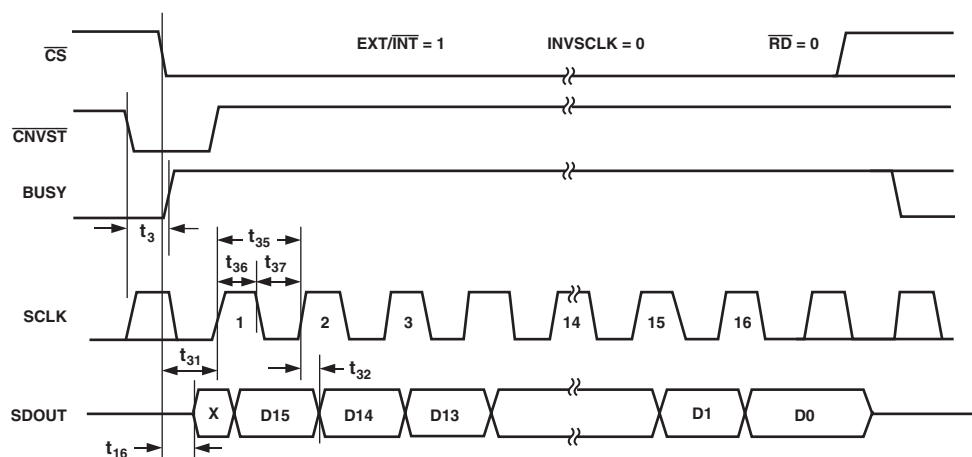 EXT/INT = 1 INVSCLK = 0 RD = 0
CS
CNVST
BUSY
t3
t35
t36 t37
SCLK
1 2 3 14 15 16
t31
t32
SDOUT
X D15 D14 D13 D1 D0
t16